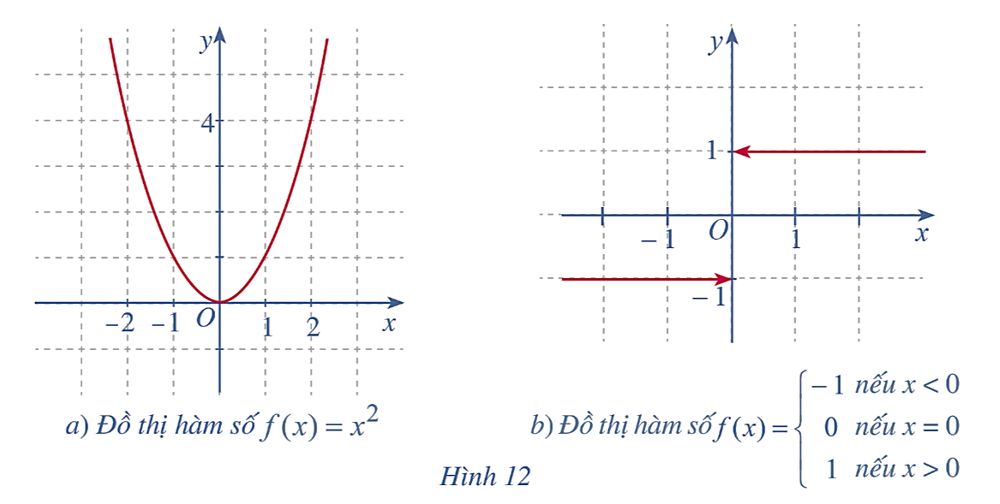 y
4
−2 −1 O 1 2 x
a) Đồ thị hàm số f(x) = x²
y
1
−1 O 1 x
−1
b) Đồ thị hàm số f(x) = { −1 nếu x < 0
0 nếu x = 0
1 nếu x > 0
Hình 12